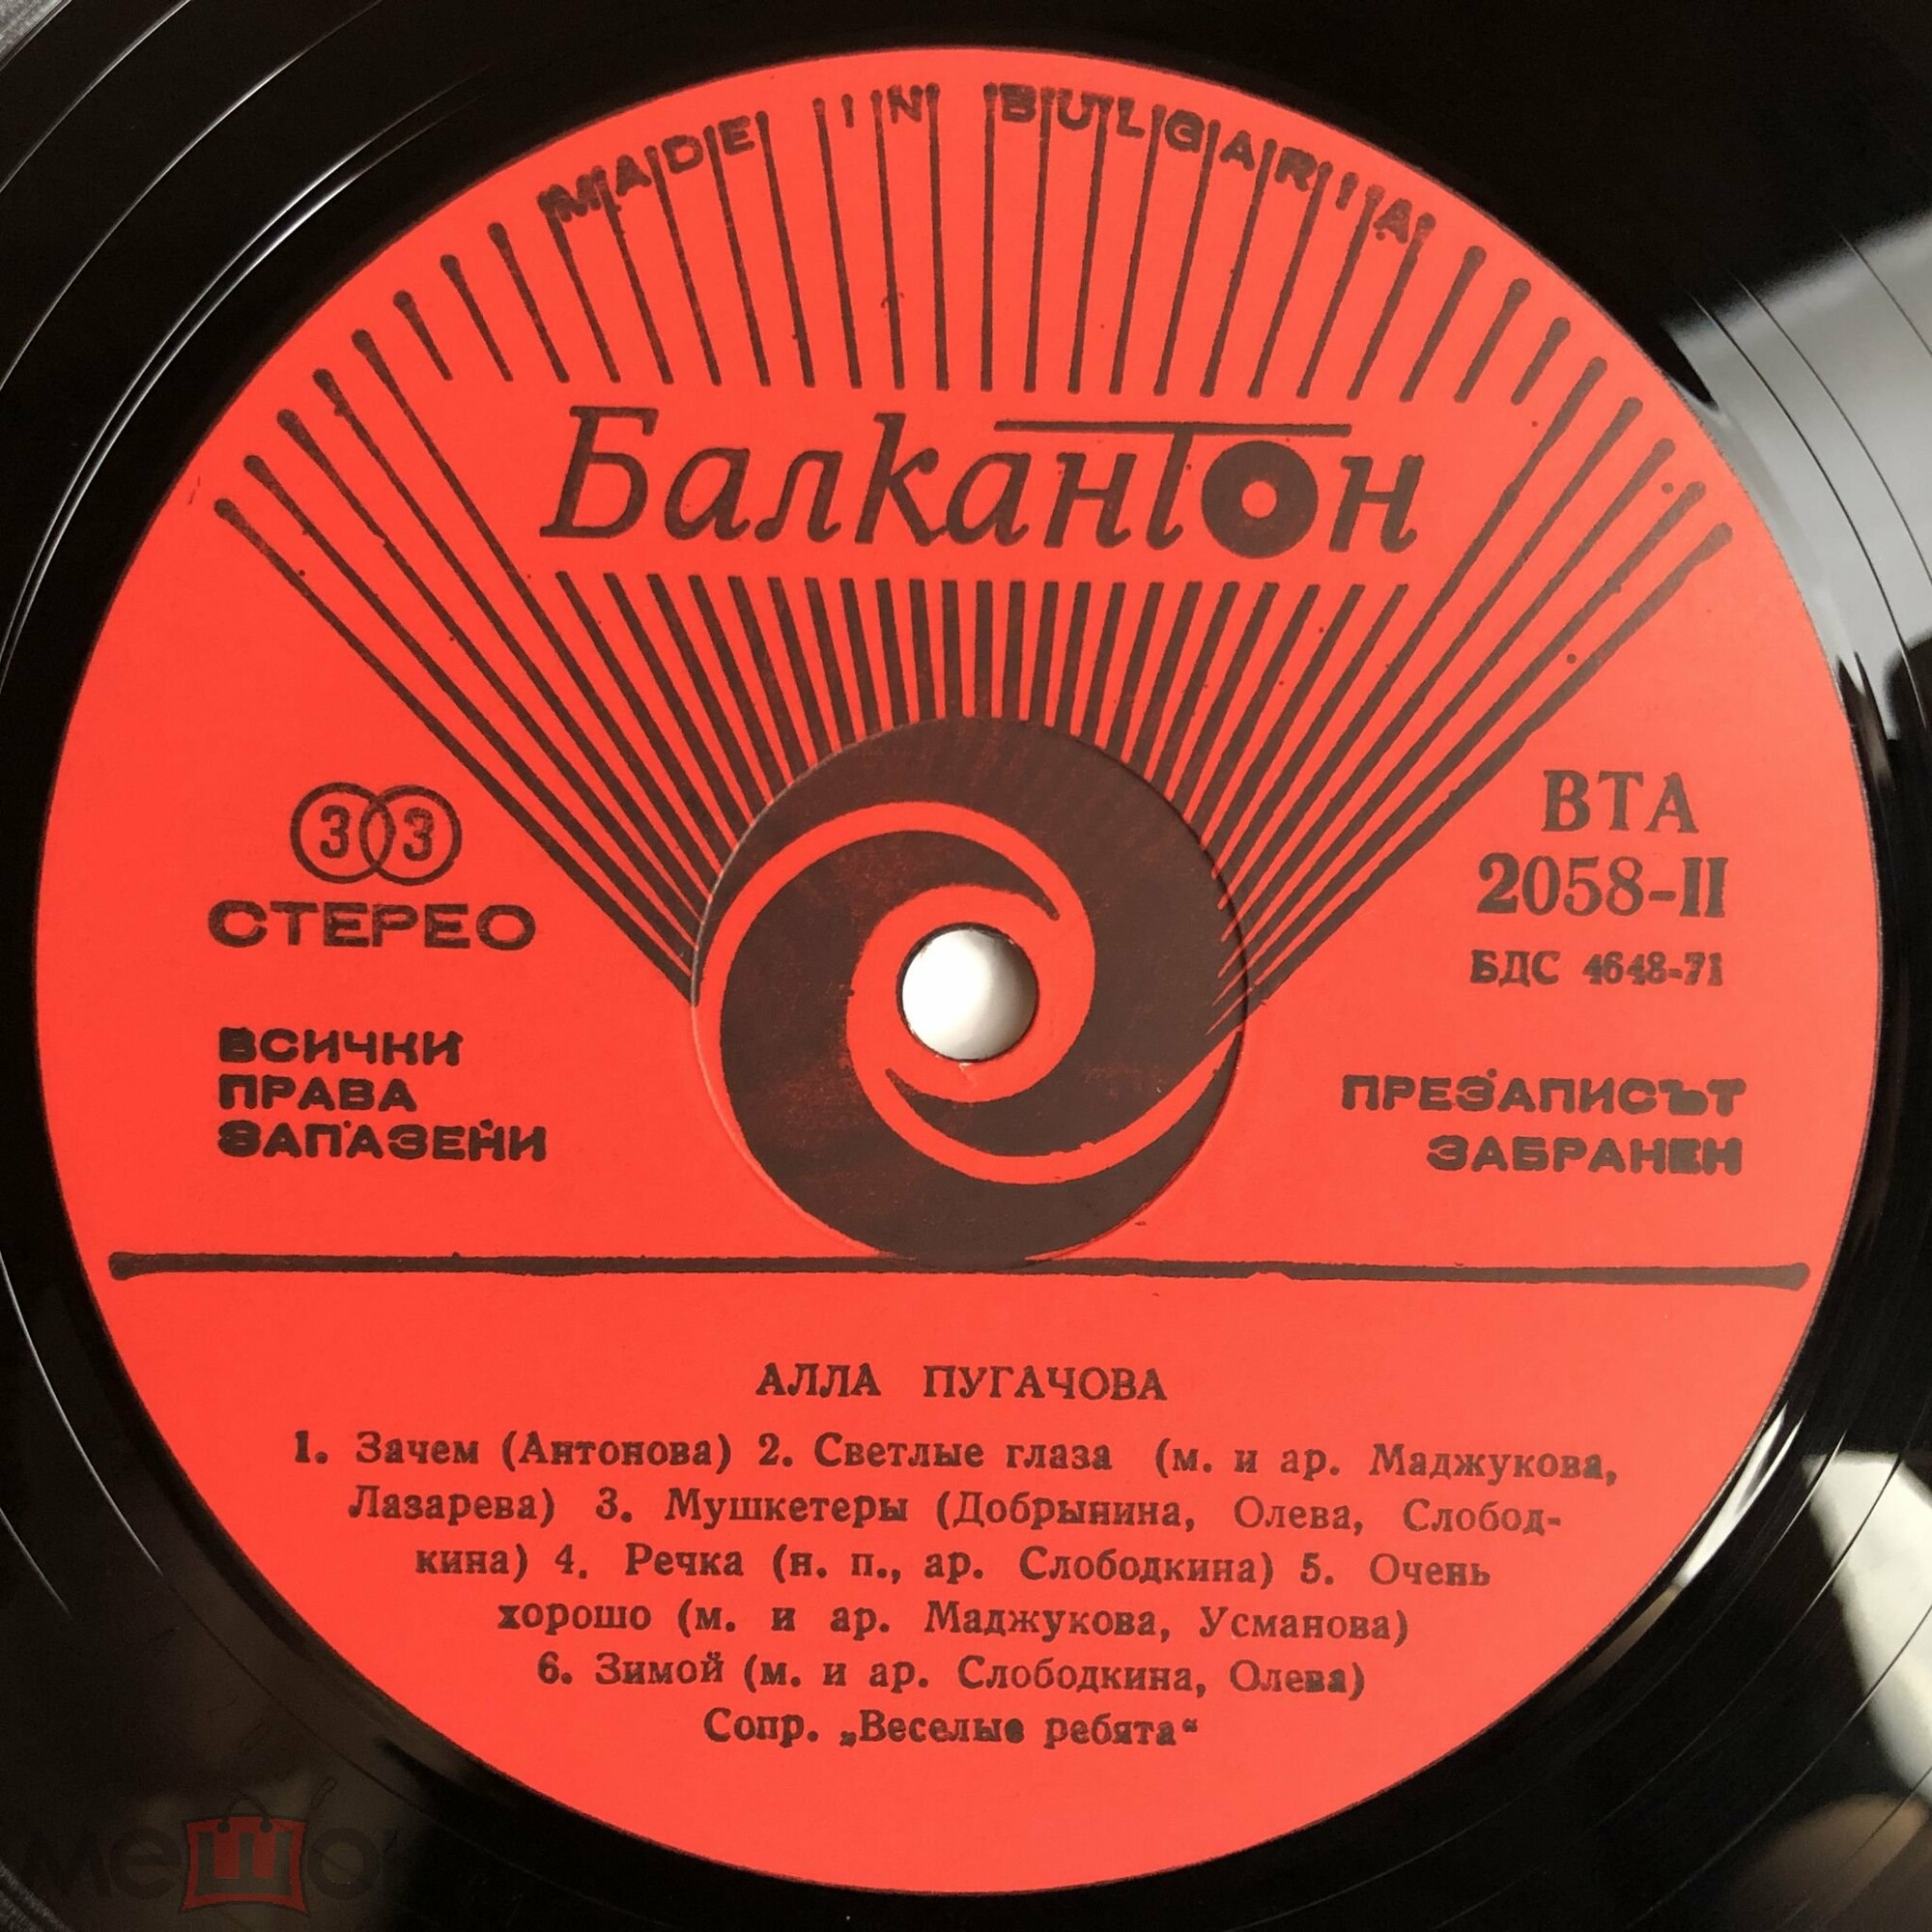 MADE IN BULGARIA
Балкантон
33
СТЕРЕО
ВСИЧКИ
ПРАВА
ЗАПАЗЕНИ
ВТА
2058-II
БДС 4648-71
ПРЕЗАПИСЪТ
ЗАБРАНЕН
АЛЛА ПУГАЧОВА
1. Зачем (Антонова) 2. Светлые глаза (м. и ар. Маджукова,
Лазарева) 3. Мушкетеры (Добрынина, Олева, Слобод-
кина) 4. Речка (н. п., ар. Слободкина) 5. Очень
хорошо (м. и ар. Маджукова, Усманова)
6. Зимой (м. и ар. Слободкина, Олева)
Сопр. „Веселые ребята“
мешок